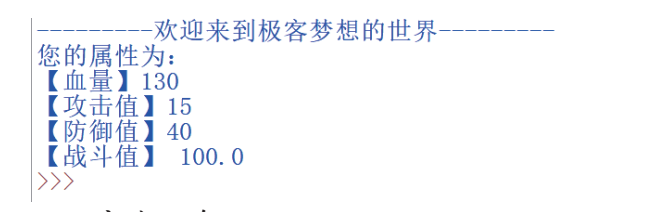 ---------欢迎来到极客梦想的世界---------
您的属性为：
【血量】130
【攻击值】15
【防御值】40
【战斗值】 100.0
>>>